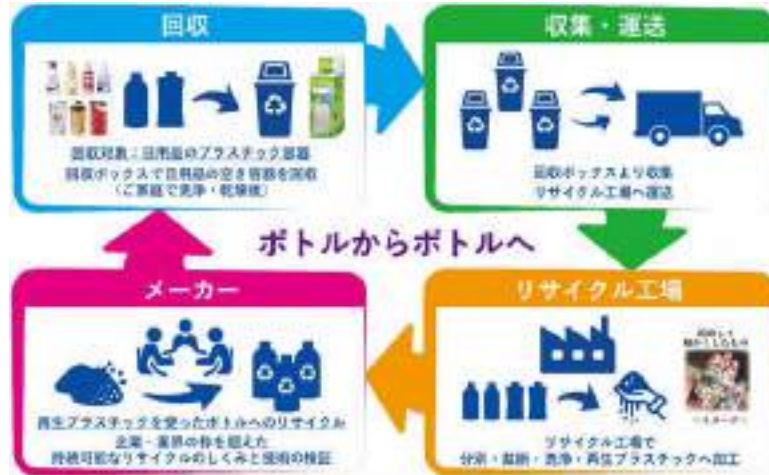 回収
回収対象：日用品のプラスチック容器
回収ボックスで日用品の空き容器を回収
（ご家庭で洗浄・乾燥後）
収集・運送
回収ボックスより収集
リサイクル工場へ運送
ボトルからボトルへ
メーカー
再生プラスチックを使ったボトルへのリサイクル
企業・業界の枠を超えた
持続可能なリサイクルのしくみと技術の検証
リサイクル工場
リサイクル工場で
分別・裁断・洗浄・再生プラスチックへ加工